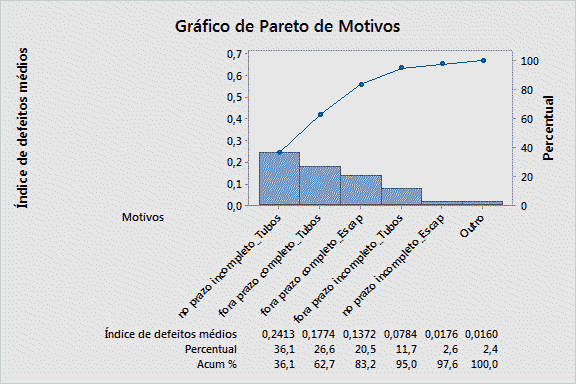 Gráfico de Pareto de Motivos
Índice de defeitos médios
0,7
0,6
0,5
0,4
0,3
0,2
0,1
0,0
100
80
60
40
20
0
Percentual
Motivos
no prazo incompleto_Tubos
fora prazo completo_Tubos
fora prazo completo_Escap
fora prazo incompleto_Tubos
no prazo incompleto_Escap
Outro
Índice de defeitos médios 0,2413 0,1774 0,1372 0,0784 0,0176 0,0160
Percentual 36,1 26,6 20,5 11,7 2,6 2,4
Acum % 36,1 62,7 83,2 95,0 97,6 100,0